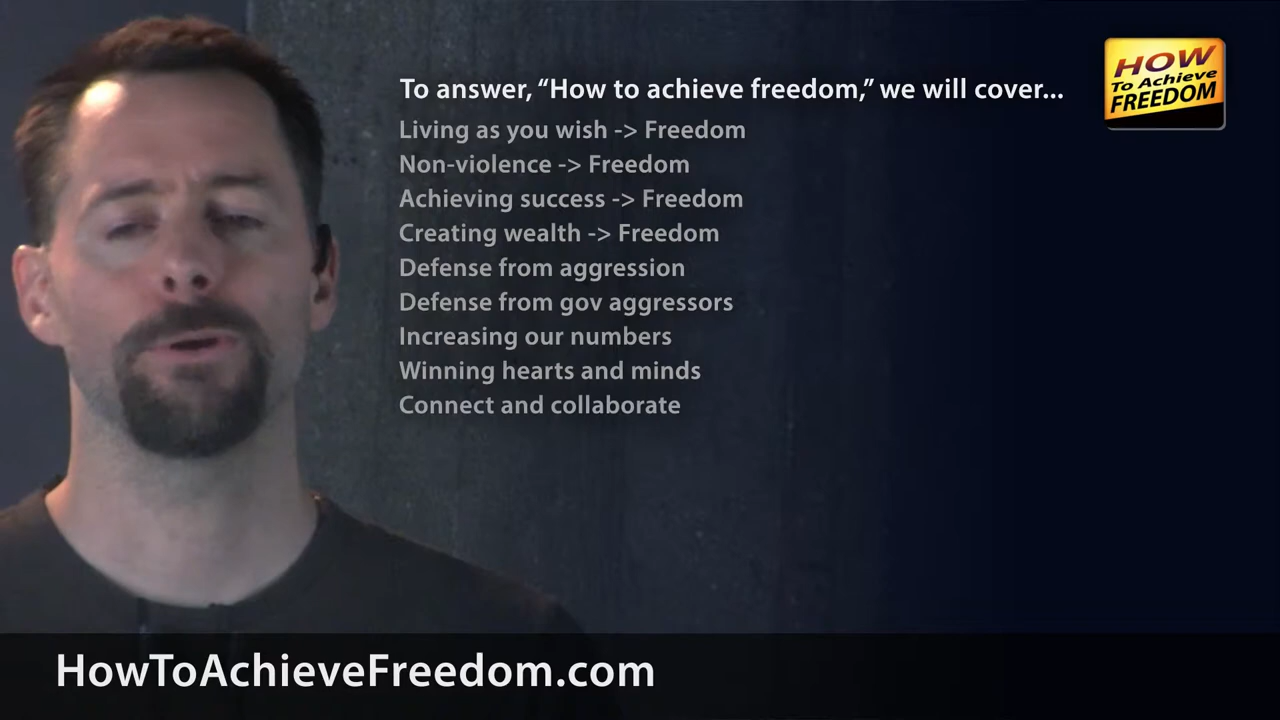 To answer, “How to achieve freedom,” we will cover...
Living as you wish -> Freedom
Non-violence -> Freedom
Achieving success -> Freedom
Creating wealth -> Freedom
Defense from aggression
Defense from gov aggressors
Increasing our numbers
Winning hearts and minds
Connect and collaborate
HOW
To Achieve
FREEDOM
HowToAchieveFreedom.com